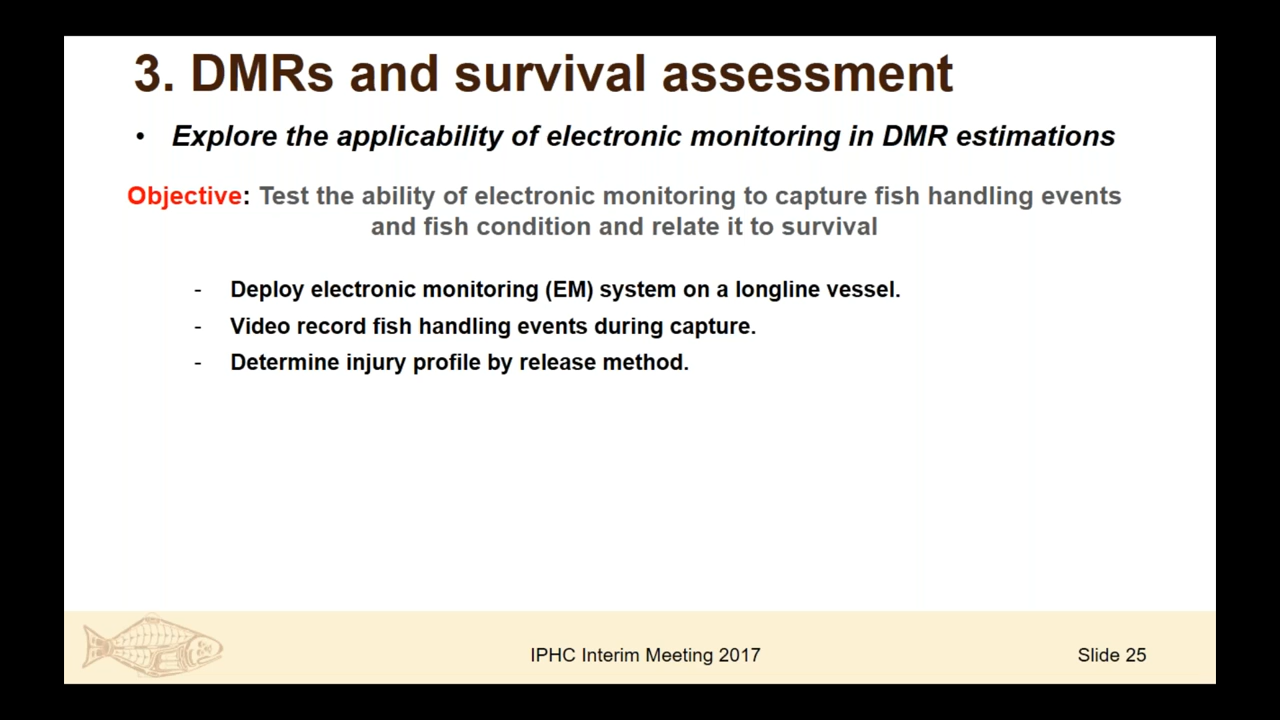 3. DMRs and survival assessment
• Explore the applicability of electronic monitoring in DMR estimations
Objective: Test the ability of electronic monitoring to capture fish handling events
and fish condition and relate it to survival
- Deploy electronic monitoring (EM) system on a longline vessel.
- Video record fish handling events during capture.
- Determine injury profile by release method.
IPHC Interim Meeting 2017
Slide 25